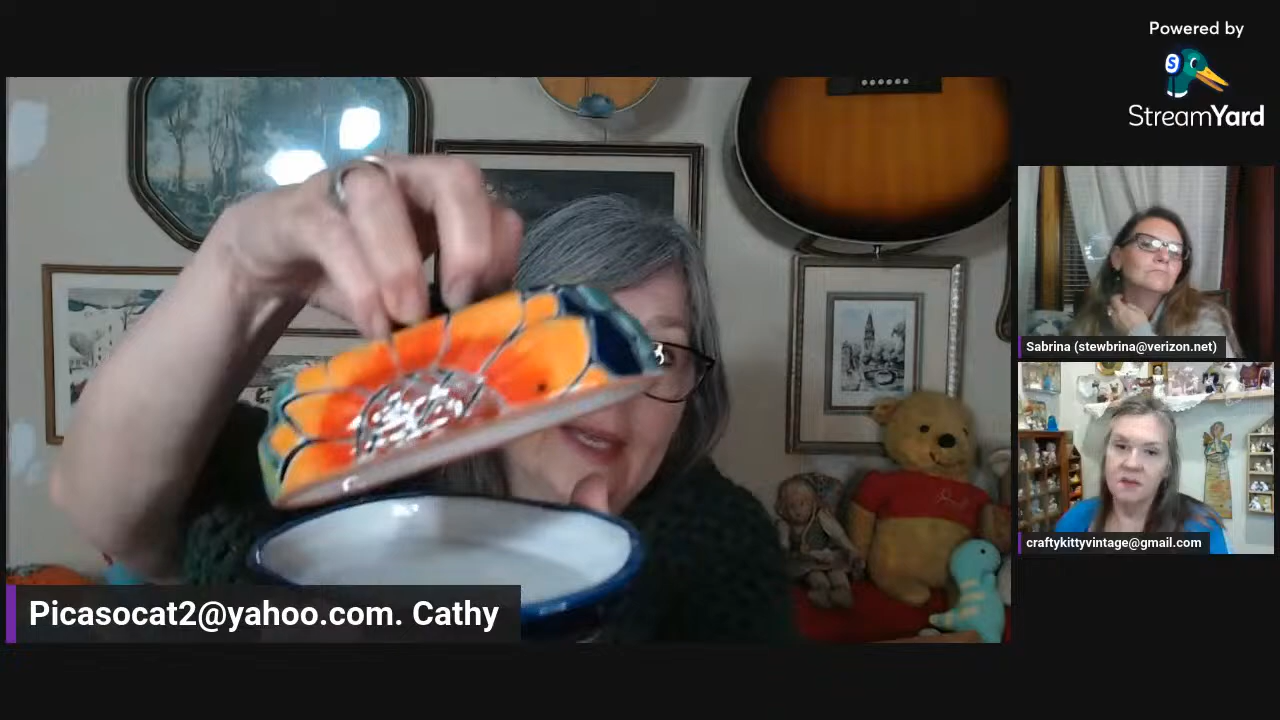 Powered by
StreamYard
Sabrina (stewbrina@verizon.net)
craftykittyvintage@gmail.com
Picasocat2@yahoo.com. Cathy